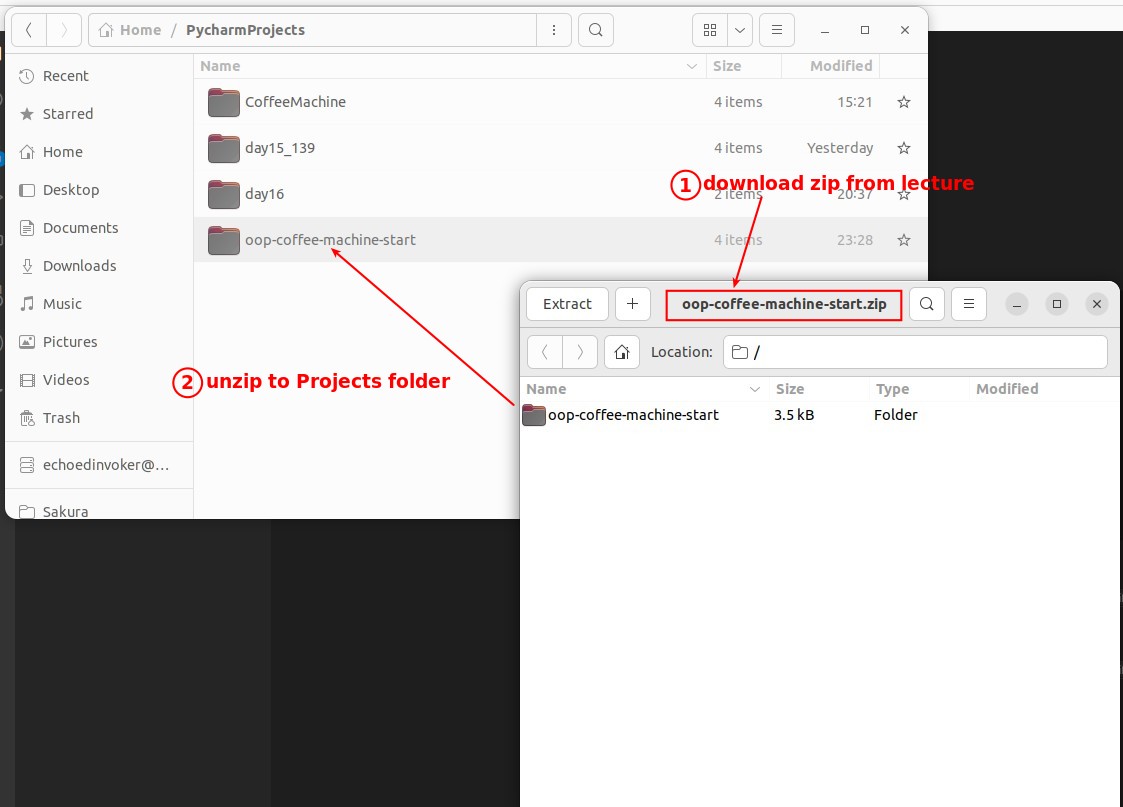 Home / PycharmProjects
Name Size Modified
Recent
Starred
Home
Desktop
Documents
Downloads
Music
Pictures
Videos
Trash
echoedinvoker@...
Sakura
CoffeeMachine 4 items 15:21
day15_139 4 items Yesterday
day16 2 items 20:37
oop-coffee-machine-start 4 items 23:28
1 download zip from lecture
2 unzip to Projects folder
Extract oop-coffee-machine-start.zip
Location: /
Name Size Type Modified
oop-coffee-machine-start 3.5 kB Folder